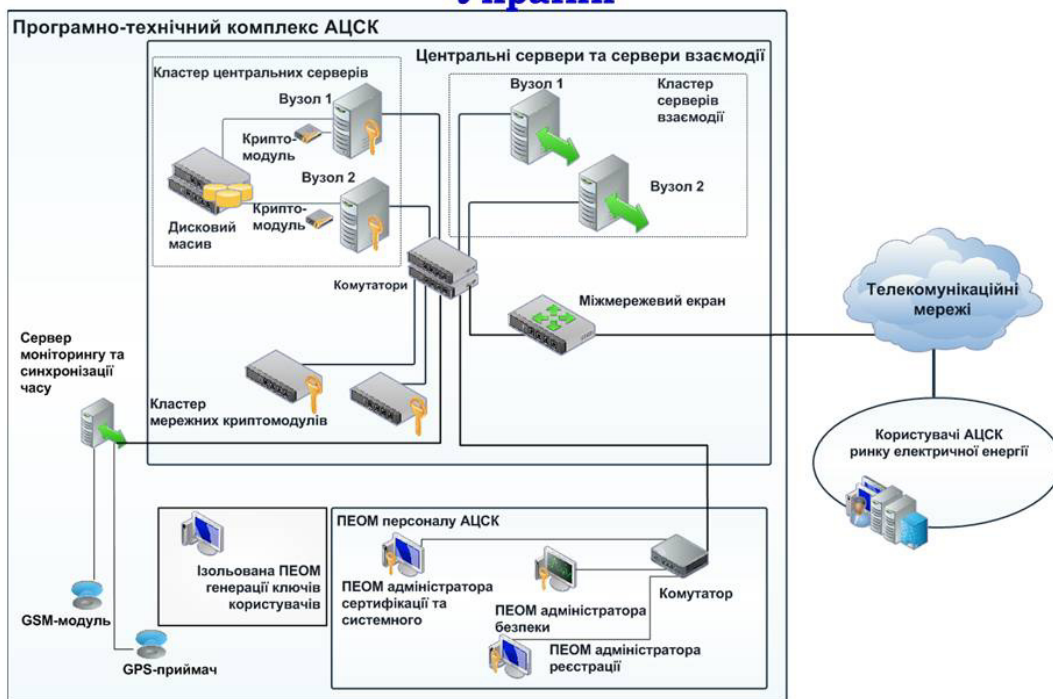 України
Програмно-технічний комплекс АЦСК
Центральні сервери та сервери взаємодії
Кластер центральних серверів
Вузол 1
Крипто-
модуль
Вузол 2
Крипто-
модуль
Дисковий
масив
Вузол 1
Кластер
серверів
взаємодії
Вузол 2
Комутатори
Міжмережевий екран
Телекомунікаційні
мережі
Сервер
моніторингу та
синхронізації
часу
Кластер
мережних криптомодулів
Користувачі АЦСК
ринку електричної енергії
ПЕОМ персоналу АЦСК
Ізольована ПЕОМ
генерації ключів
користувачів
ПЕОМ адміністратора
сертифікації та
системного
ПЕОМ адміністратора
безпеки
Комутатор
ПЕОМ адміністратора
реєстрації
GSM-модуль
GPS-приймач